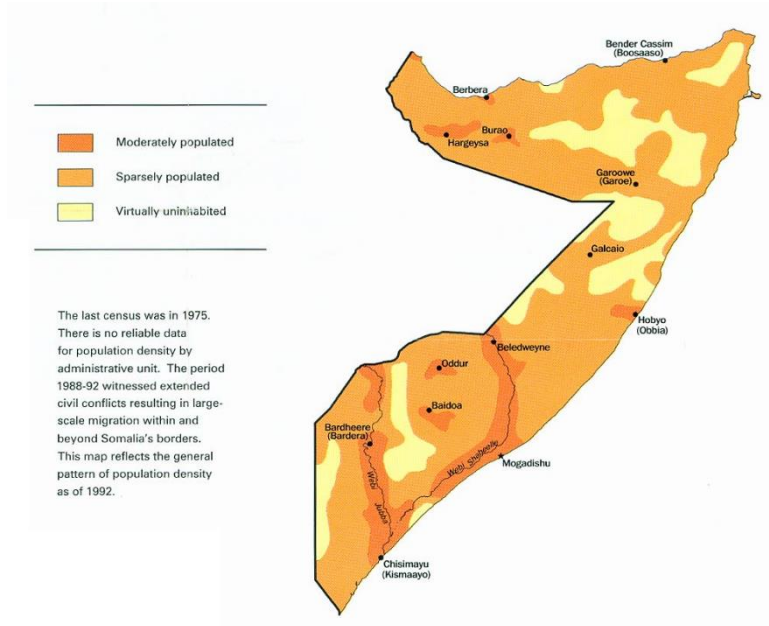 Moderately populated
Sparsely populated
Virtually uninhabited
The last census was in 1975.
There is no reliable data
for population density by
administrative unit. The period
1988-92 witnessed extended
civil conflicts resulting in large-
scale migration within and
beyond Somalia's borders.
This map reflects the general
pattern of population density
as of 1992.
Bender Cassim
(Boosaaso)
Berbera
Burao
Hargeysa
Garoowe
(Garoe)
Galcaio
Hobyo
(Obbia)
Beledweyne
Oddur
Baidoa
Bardheere
(Bardera)
Webi Shabeelle
Mogadishu
Webi Jubba
Chisimayu
(Kismaayo)